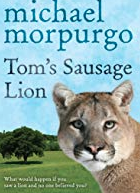 michael
morpurgo
Tom's Sausage
Lion
What would happen if you
saw a lion and no one believed you?